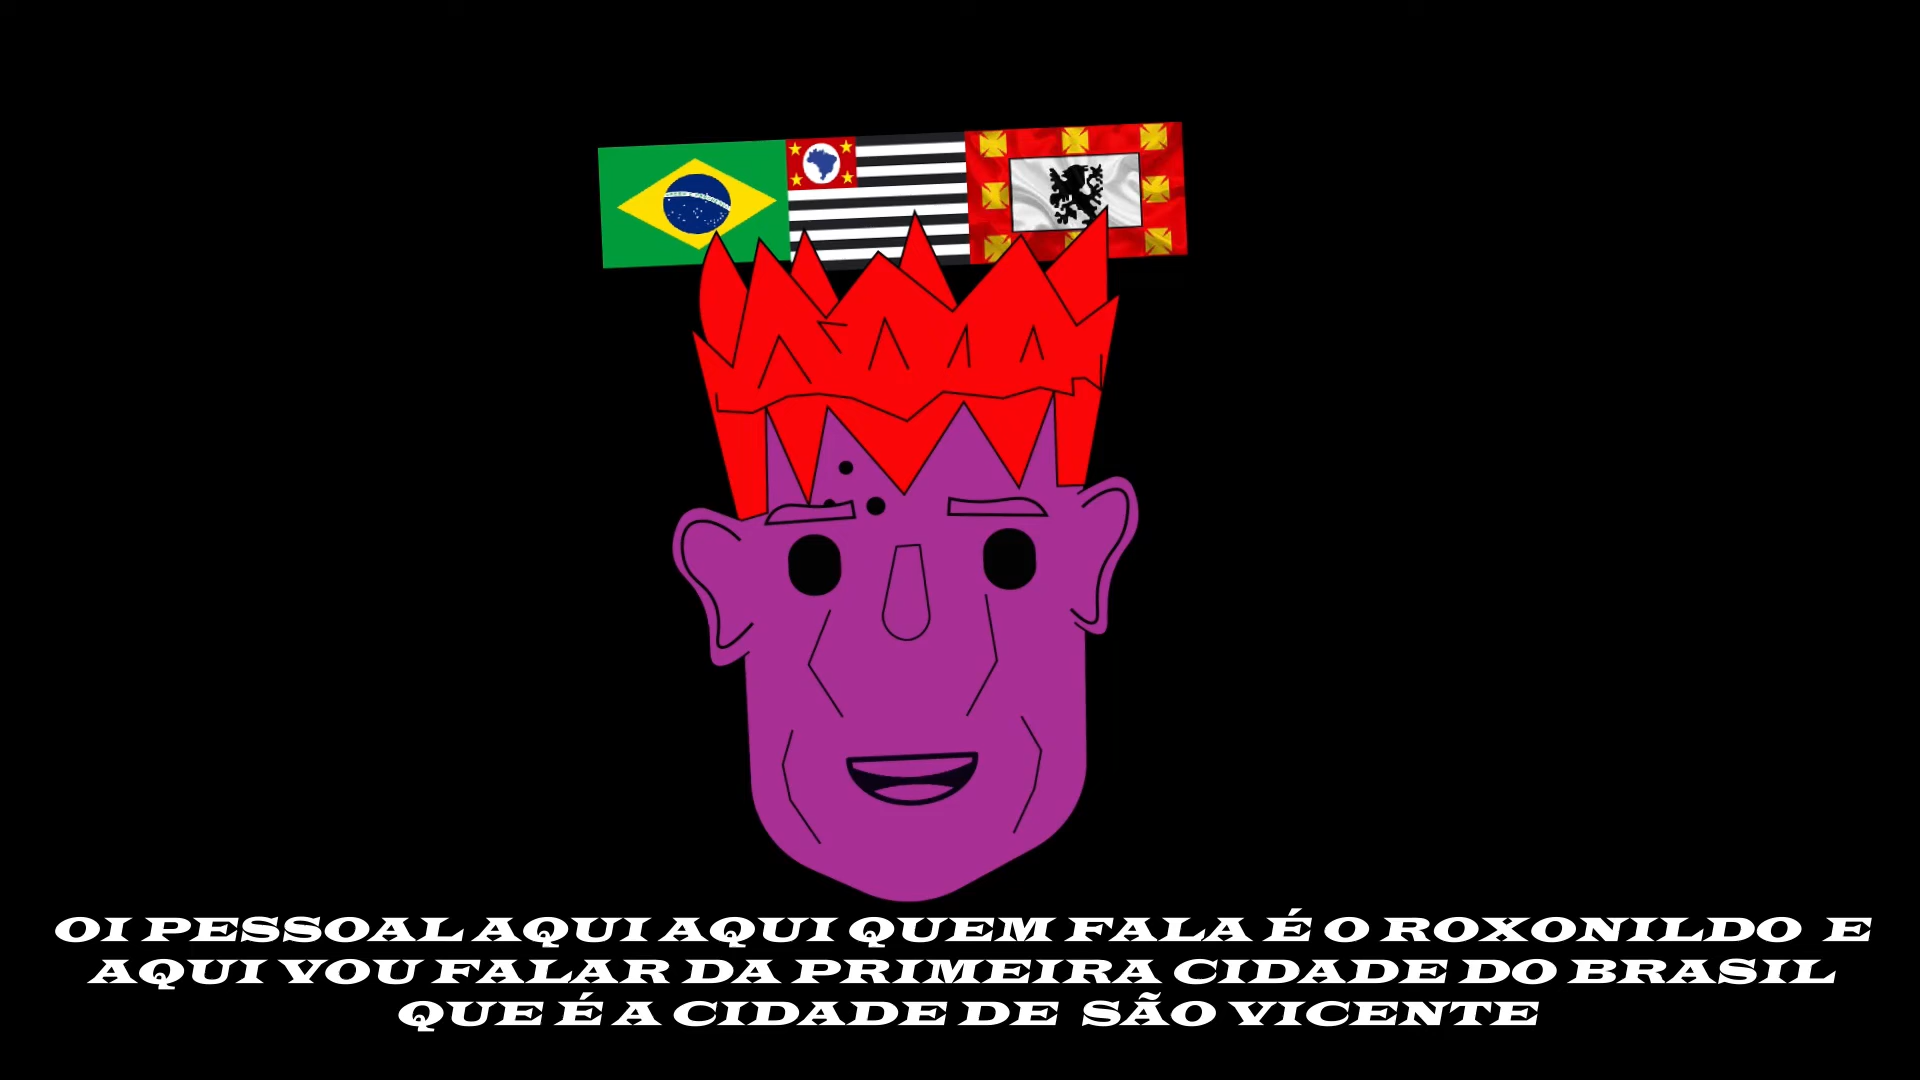 OI PESSOAL AQUI AQUI QUEM FALA É O ROXONILDO E
AQUI VOU FALAR DA PRIMEIRA CIDADE DO BRASIL
QUE É A CIDADE DE SÃO VICENTE